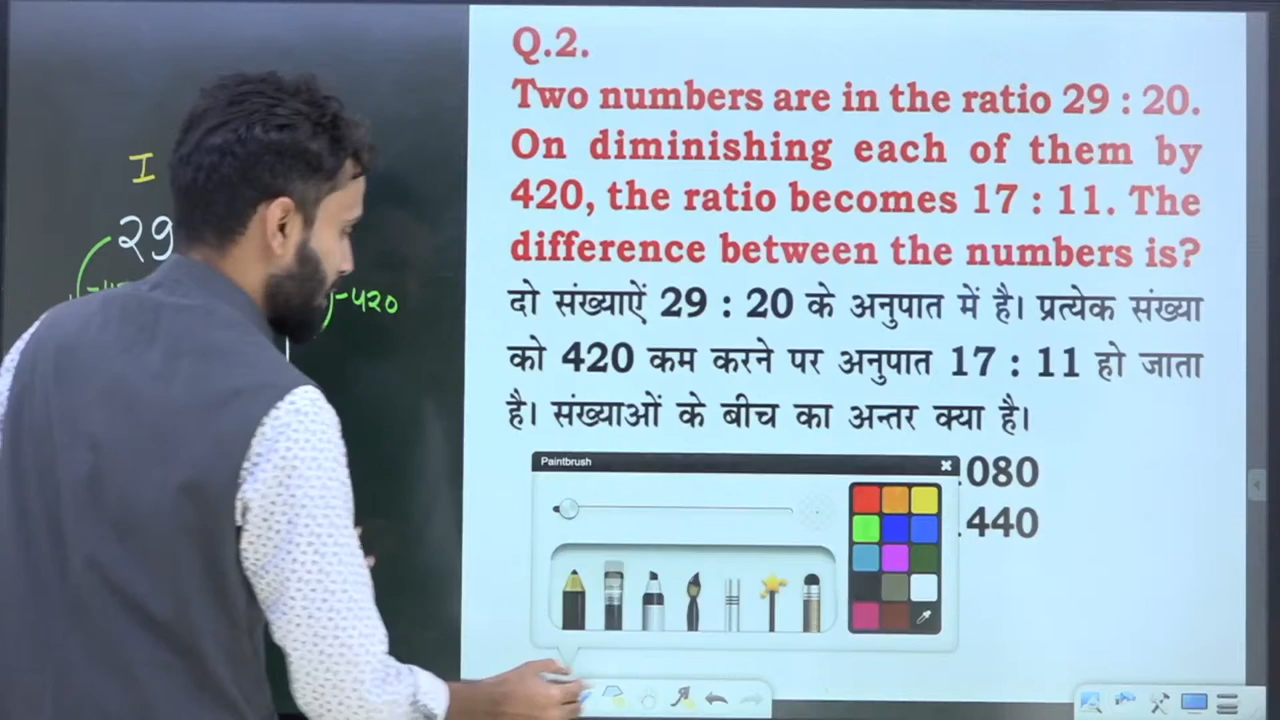 Q.2.
Two numbers are in the ratio 29 : 20.
On diminishing each of them by
420, the ratio becomes 17 : 11. The
difference between the numbers is?
दो संख्याऐं 29 : 20 के अनुपात में है। प्रत्येक संख्या
को 420 कम करने पर अनुपात 17 : 11 हो जाता
है। संख्याओं के बीच का अन्तर क्या है।
080
440
Paintbrush
I
29
-420